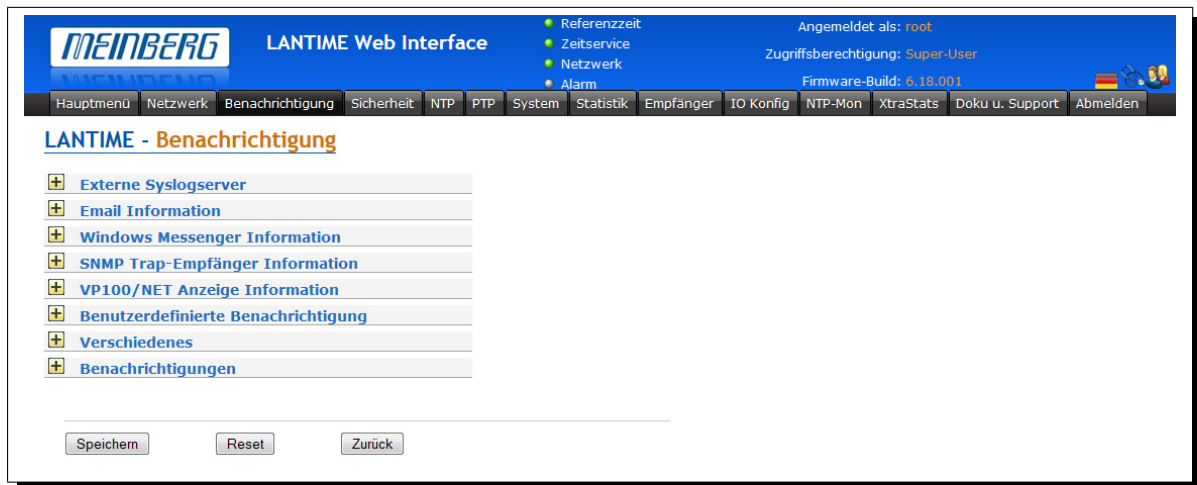 MEINBERG
LANTIME Web Interface
Referenzzeit
Zeitservice
Netzwerk
Alarm
Angemeldet als: root
Zugriffsberechtigung: Super-User
Firmware-Build: 6.18.001
Hauptmenü Netzwerk Benachrichtigung Sicherheit NTP PTP System Statistik Empfänger IO Konfig NTP-Mon XtraStats Doku u. Support Abmelden
LANTIME - Benachrichtigung
Externe Syslogserver
Email Information
Windows Messenger Information
SNMP Trap-Empfänger Information
VP100/NET Anzeige Information
Benutzerdefinierte Benachrichtigung
Verschiedenes
Benachrichtigungen
Speichern Reset Zurück